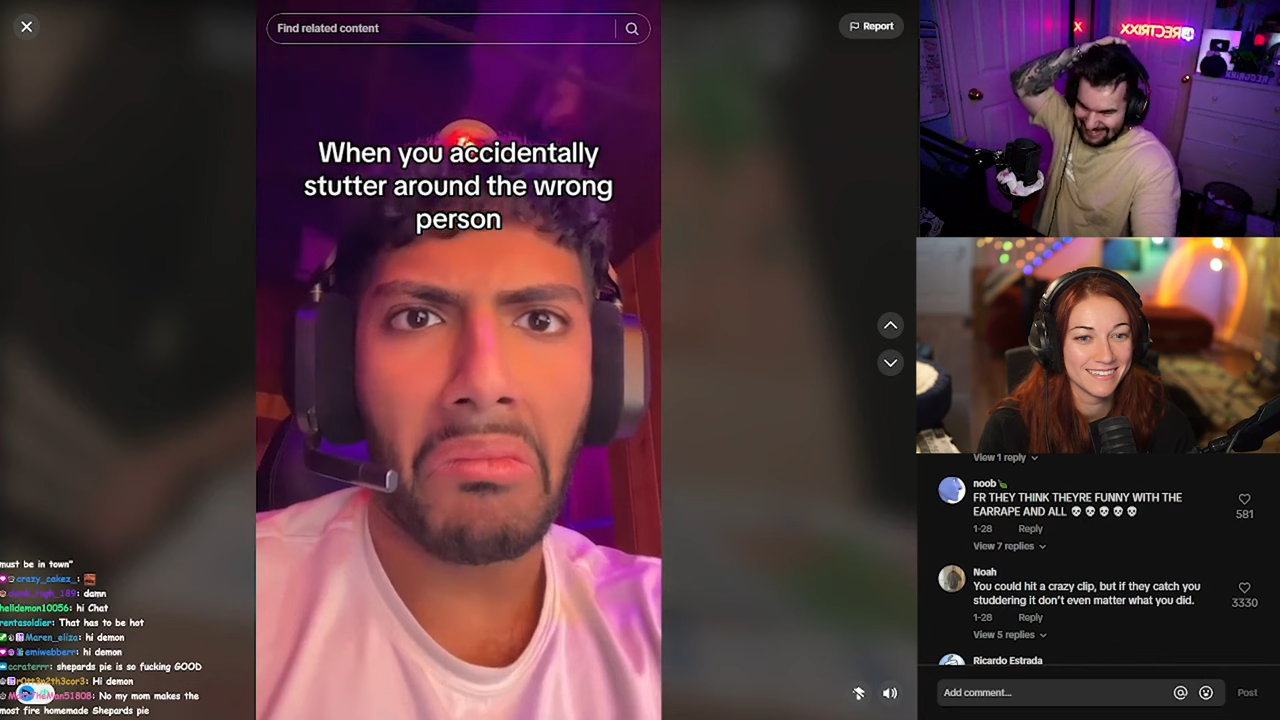 Find related content
Report
When you accidentally
stutter around the wrong
person
View 1 reply
noob
FR THEY THINK THEYRE FUNNY WITH THE
EARRAPE AND ALL 💀💀💀💀💀
581
1-28 Reply
View 7 replies
Noah
You could hit a crazy clip, but if they catch you
studdering it don't even matter what you did.
3330
1-28 Reply
View 5 replies
Ricardo Estrada
Add comment...
Post
must be in town"
crazy_cakez_:
damn
helldemon10056: hi Chat
rentasoldier: That has to be hot
Maren_eliza: hi demon
emiwebberr: hi demon
ccraterrr: shepards pie is so fucking GOOD
r0tt3n2th3cor3: Hi demon
No my mom makes the
most fire homemade Shepards pie